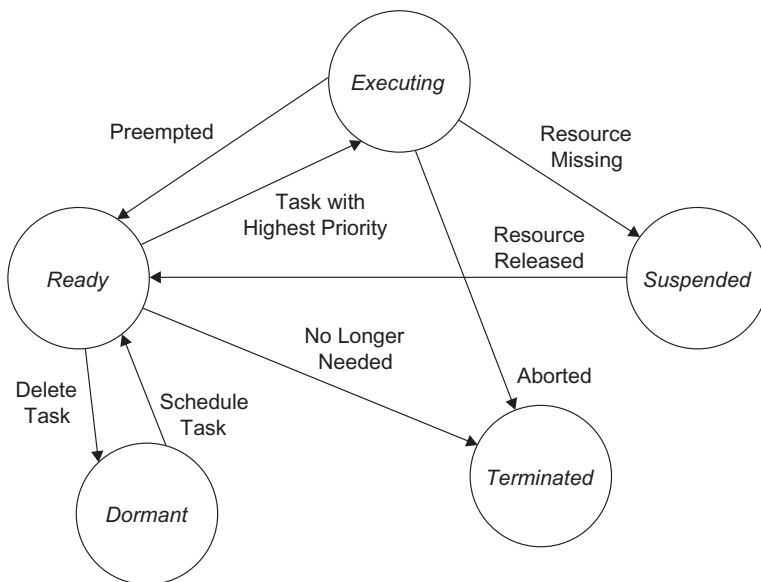 Executing
Preempted
Resource
Missing
Task with
Highest Priority
Resource
Released
Ready
Suspended
No Longer
Needed
Delete
Task
Schedule
Task
Aborted
Terminated
Dormant